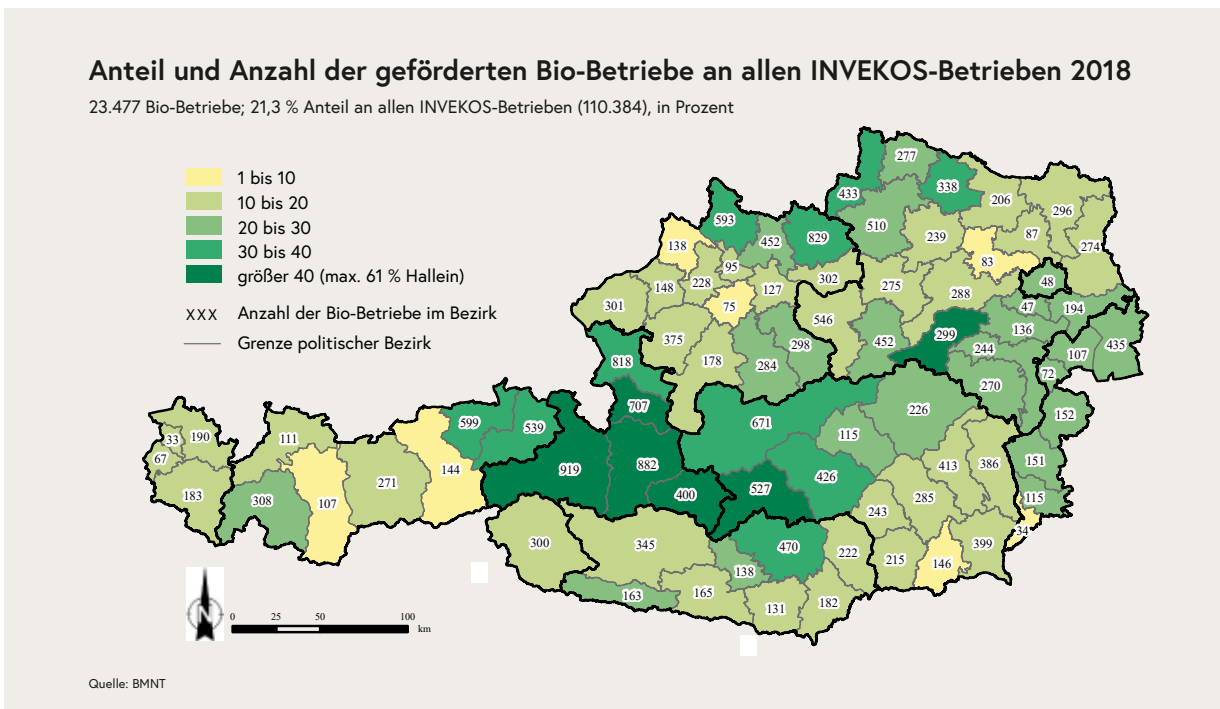 Anteil und Anzahl der geförderten Bio-Betriebe an allen INVEKOS-Betrieben 2018
23.477 Bio-Betriebe; 21,3 % Anteil an allen INVEKOS-Betrieben (110.384), in Prozent
1 bis 10
10 bis 20
20 bis 30
30 bis 40
größer 40 (max. 61 % Hallein)
xxx Anzahl der Bio-Betriebe im Bezirk
Grenze politischer Bezirk
277
433 338
206
593 510 296
138 452 829 239 87
274
95 83
148 228 127 302 48
301 75 275 288
47 194
546 136
375 299
298 452 244 107 435
818 178 284
270 72
707 226
599 539 671 152
33 190 111 115
67 413 386 151
919 882 426
183 144
271 527 285 115
308 107 400 243
34
300 345 470 222 399
215 146
138
163 165 131 182
N
0 25 50 100
km
Quelle: BMNT